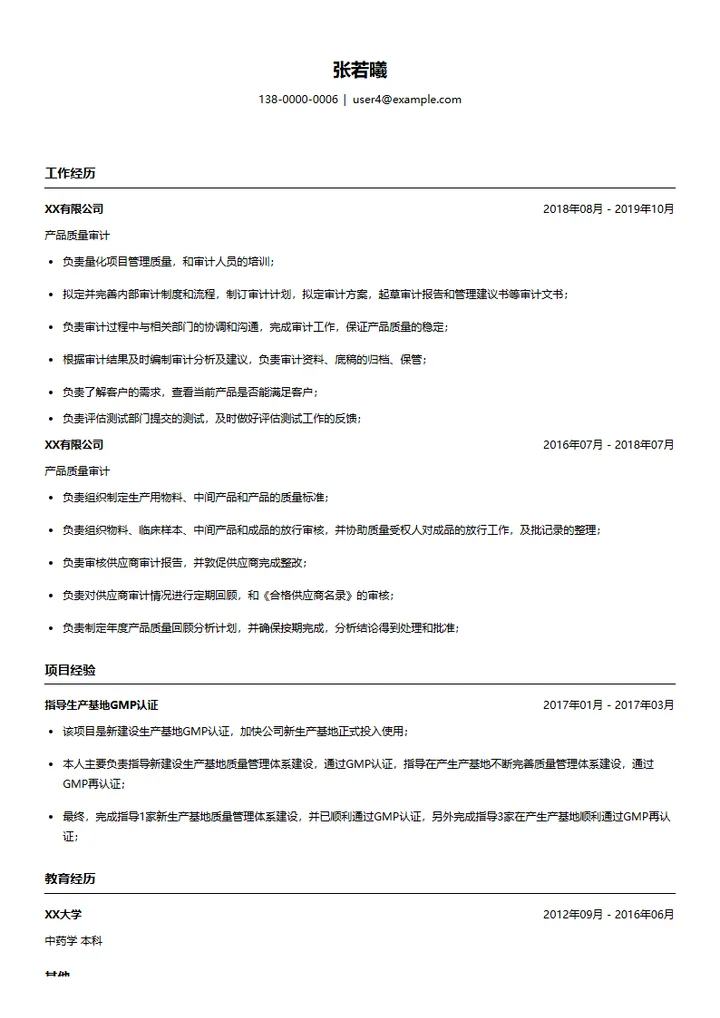 张若曦
138-0000-0006 | user4@example.com
工作经历
XX有限公司 2018年08月 - 2019年10月
产品质量审计
• 负责量化项目管理质量，和审计人员的培训；
• 拟定并完善内部审计制度和流程，制订审计计划，拟定审计方案，起草审计报告和管理建议书等审计文书；
• 负责审计过程中与相关部门的协调和沟通，完成审计工作，保证产品质量的稳定；
• 根据审计结果及时编制审计分析及建议，负责审计资料、底稿的归档、保管；
• 负责了解客户的需求，查看当前产品是否能满足客户；
• 负责评估测试部门提交的测试，及时做好评估测试工作的反馈；
XX有限公司 2016年07月 - 2018年07月
产品质量审计
• 负责组织制定生产用物料、中间产品和产品的质量标准；
• 负责组织物料、临床样本、中间产品和成品的放行审核，并协助质量受权人对成品的放行工作，及批记录的整理；
• 负责审核供应商审计报告，并敦促供应商完成整改；
• 负责对供应商审计情况进行定期回顾，和《合格供应商名录》的审核；
• 负责制定年度产品质量回顾分析计划，并确保按期完成，分析结论得到处理和批准；
项目经验
指导生产基地GMP认证 2017年01月 - 2017年03月
• 该项目是新建设生产基地GMP认证，加快公司新生产基地正式投入使用；
• 本人主要负责指导新建设生产基地质量管理体系建设，通过GMP认证，指导在产生产基地不断完善质量管理体系建设，通过
GMP再认证；
• 最终，完成指导1家新生产基地质量管理体系建设，并已顺利通过GMP认证，另外完成指导3家在产生产基地顺利通过GMP再认
证；
教育经历
XX大学 2012年09月 - 2016年06月
中药学 本科
其他